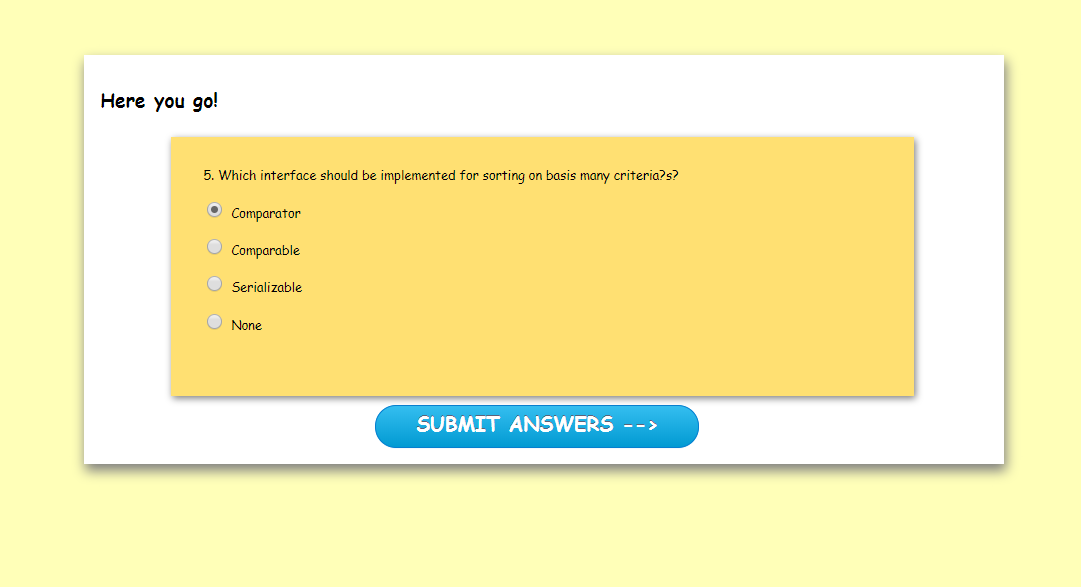 Here you go!
5. Which interface should be implemented for sorting on basis many criteria?s?
Comparator
Comparable
Serializable
None
SUBMIT ANSWERS -->